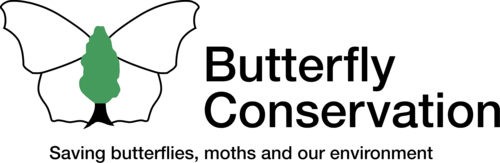 Butterfly
Conservation
Saving butterflies, moths and our environment